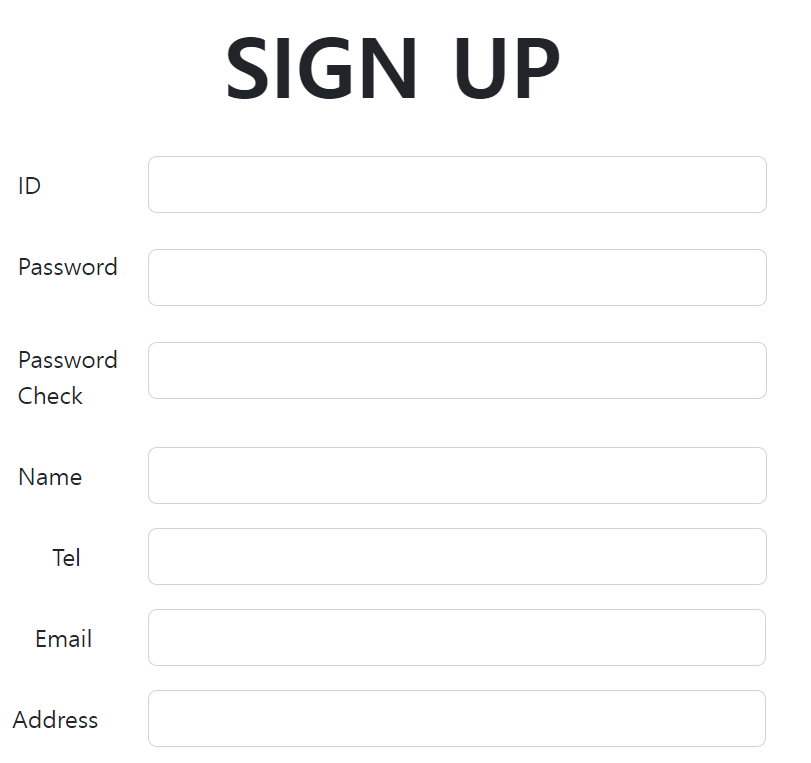 SIGN UP
ID
Password
Password
Check
Name
Tel
Email
Address